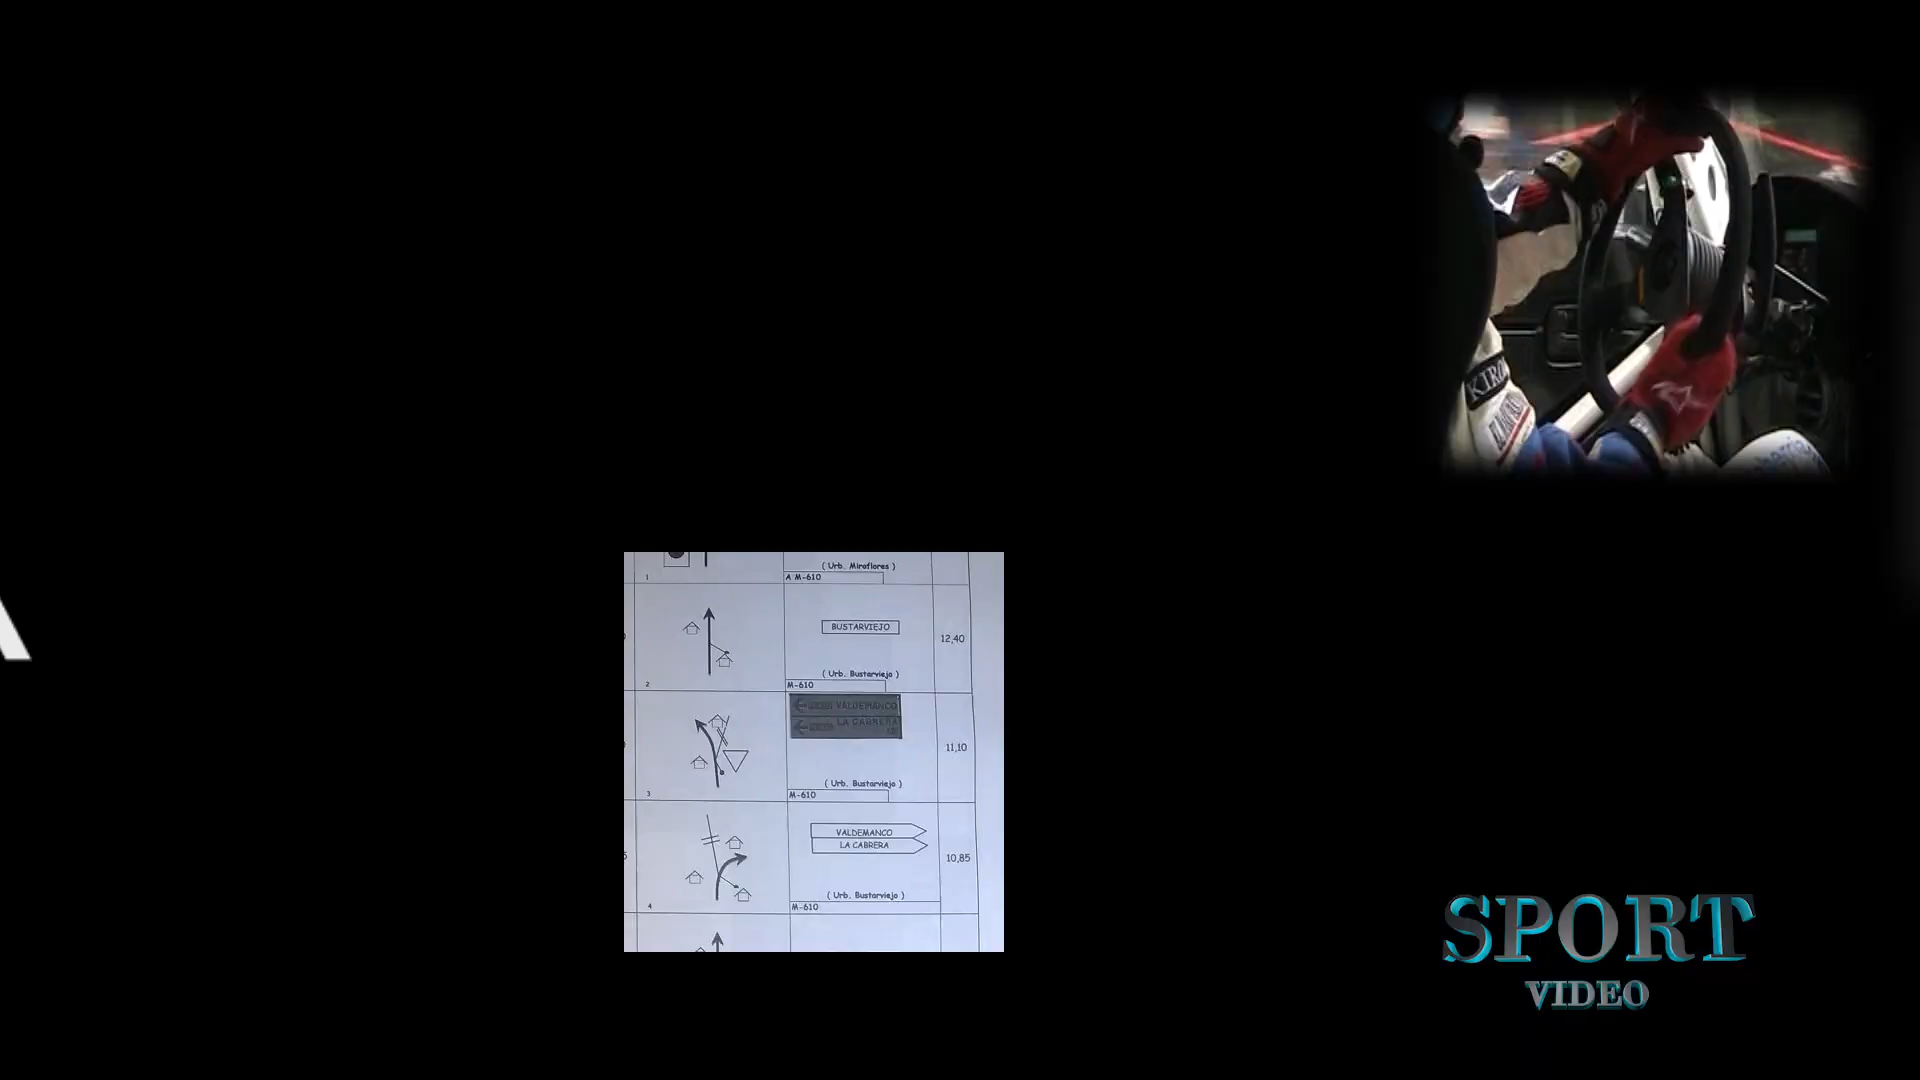 A
KIRO
( Urb. Miraflores )
1
A M-610
BUSTARVIEJO
12,40
( Urb. Bustarviejo )
2
M-610
VALDEMANCO
LA CABRERA
11,10
( Urb. Bustarviejo )
3
M-610
VALDEMANCO
LA CABRERA
10,85
( Urb. Bustarviejo )
4
M-610
SPORT
VIDEO